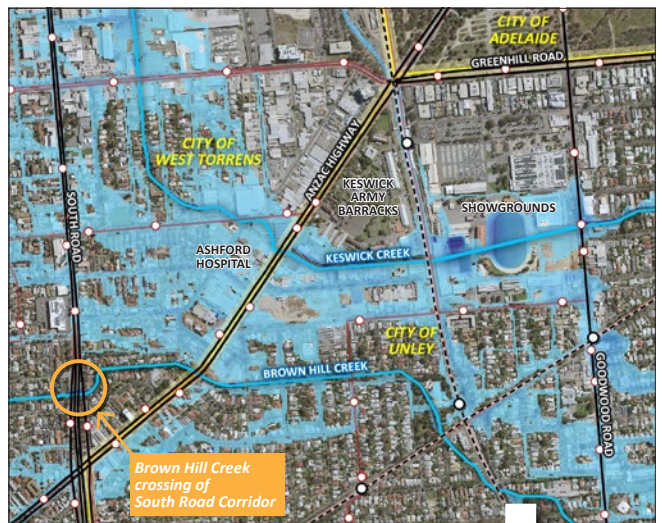 CITY OF
ADELAIDE
GREENHILL ROAD
CITY OF
WEST TORRENS
ANZAC HIGHWAY
KESWICK
ARMY
BARRACKS
SHOWGROUNDS
SOUTH ROAD
ASHFORD
HOSPITAL
KESWICK CREEK
CITY OF
UNLEY
BROWN HILL CREEK
GOODWOOD ROAD
Brown Hill Creek
crossing of
South Road Corridor